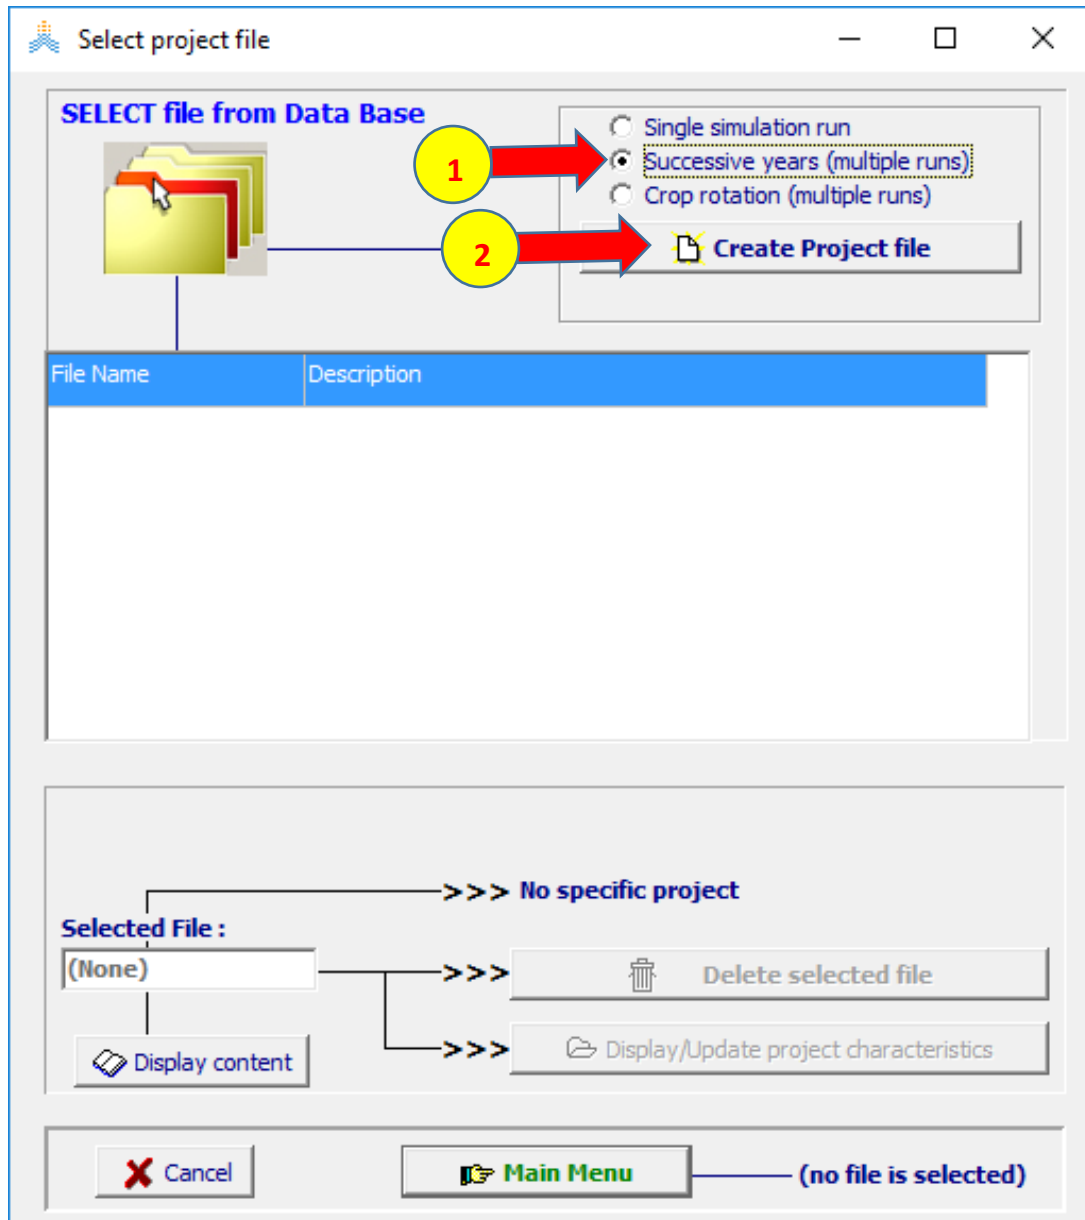 Select project file
SELECT file from Data Base
Single simulation run
1
Successive years (multiple runs)
Crop rotation (multiple runs)
2
Create Project file
File Name
Description
>>> No specific project
Selected File :
(None)
>>>
Delete selected file
>>>
Display/Update project characteristics
Display content
Cancel
Main Menu
(no file is selected)